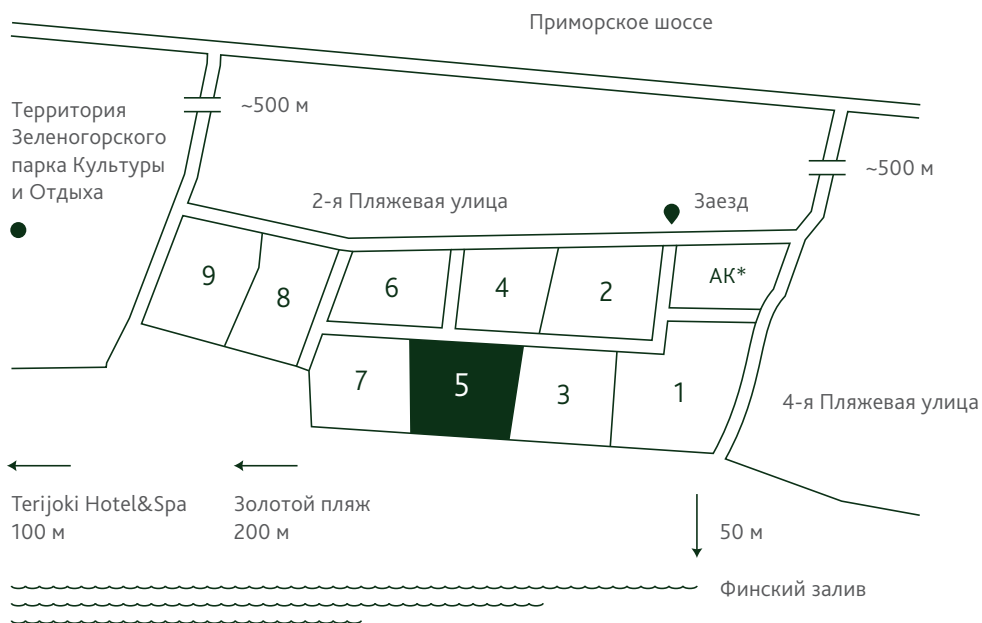 Приморское шоссе
Территория
Зеленогорского
парка Культуры
и Отдыха
~500 м
~500 м
2-я Пляжевая улица
Заезд
9
8
6
4
2
АК*
7
5
3
1
4-я Пляжевая улица
Terijoki Hotel&Spa
100 м
Золотой пляж
200 м
50 м
Финский залив